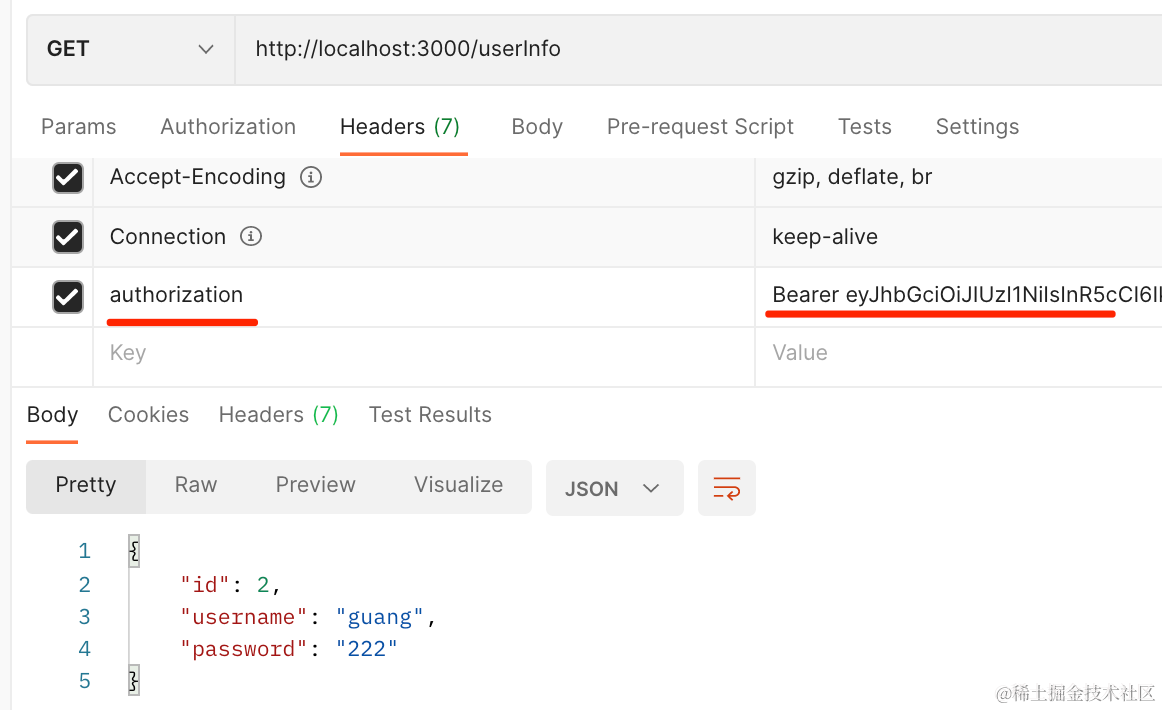 GET http://localhost:3000/userInfo
Params Authorization Headers (7) Body Pre-request Script Tests Settings
Accept-Encoding gzip, deflate, br
Connection keep-alive
authorization Bearer eyJhbGciOiJIUzI1NiIsInR5cCI6Ik
Key Value
Body Cookies Headers (7) Test Results
Pretty Raw Preview Visualize JSON
1 {
2 "id": 2,
3 "username": "guang",
4 "password": "222"
5 }
@稀土掘金技术社区